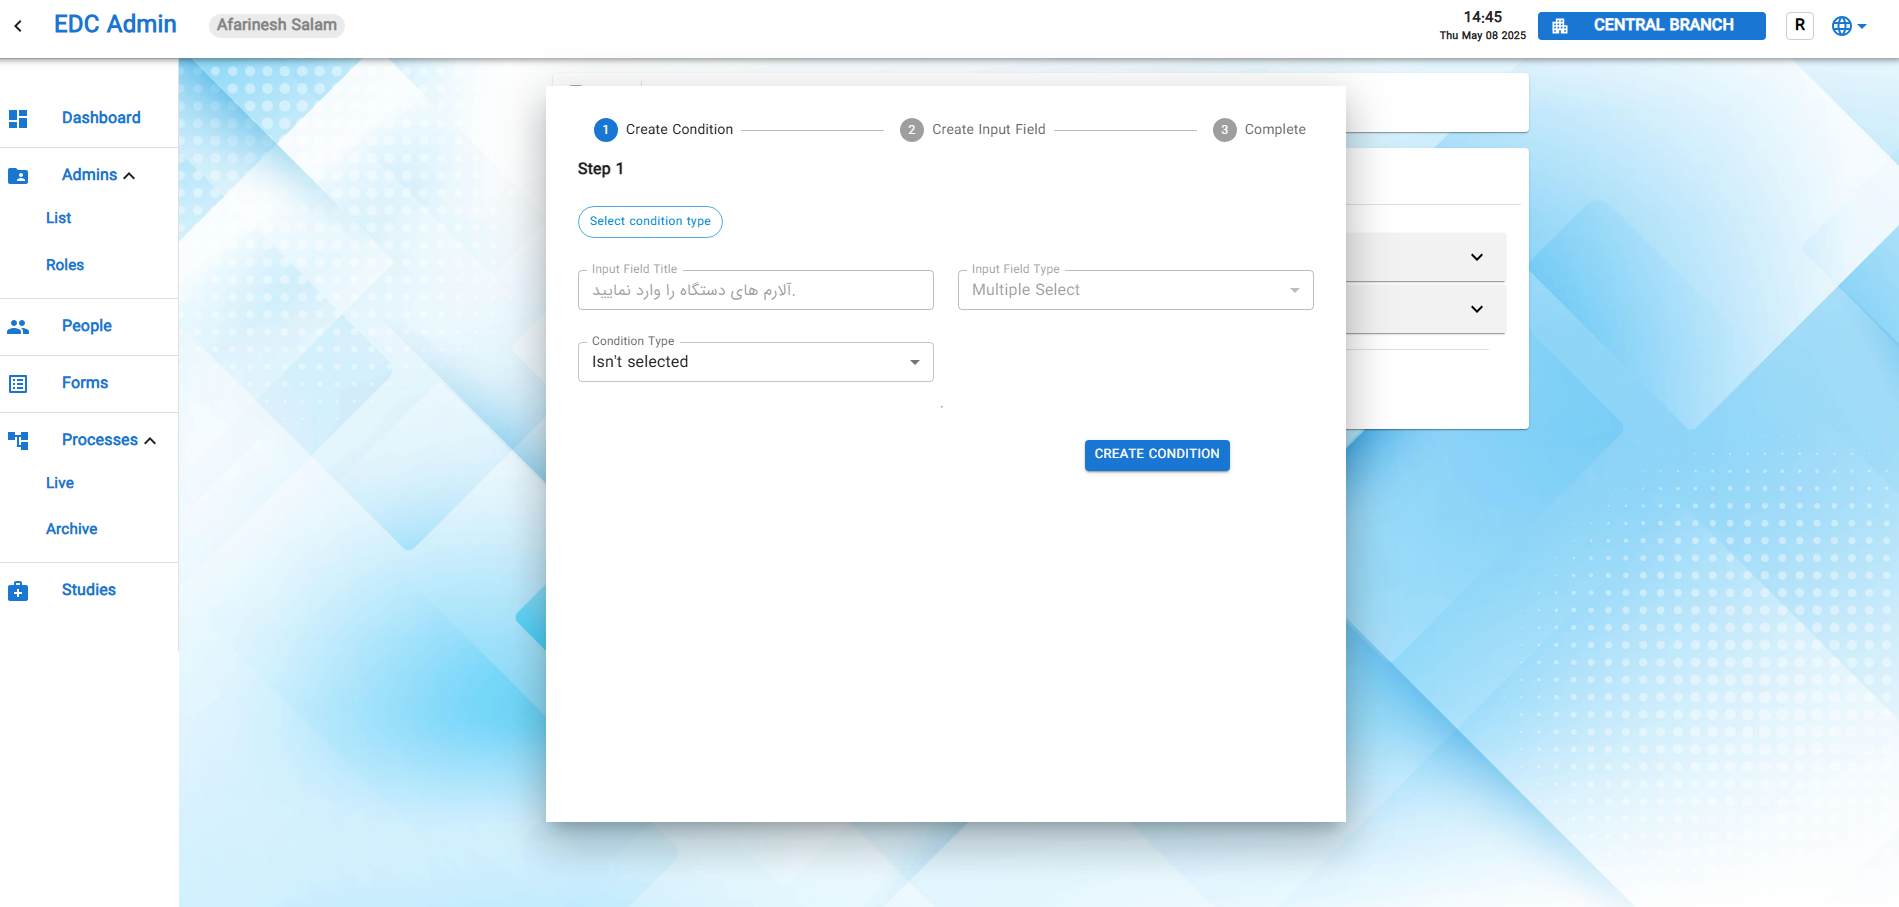 EDC Admin
Afarinesh Salam
14:45
Thu May 08 2025
CENTRAL BRANCH
R
Dashboard
Admins
List
Roles
People
Forms
Processes
Live
Archive
Studies
1 Create Condition
2 Create Input Field
3 Complete
Step 1
Select condition type
Input Field Title
آلارم های دستگاه را وارد نمایید.
Input Field Type
Multiple Select
Condition Type
Isn't selected
CREATE CONDITION